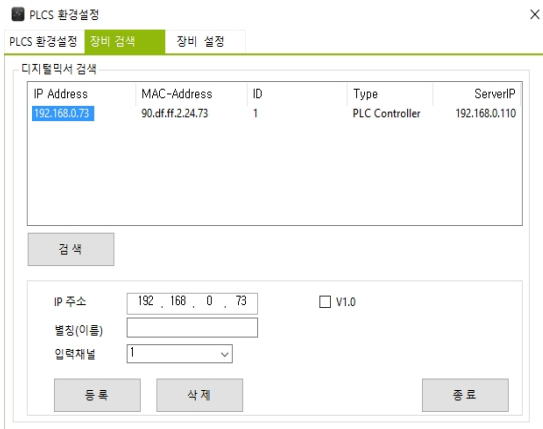 PLCS 환경설정
PLCS 환경설정 장비 검색 장비 설정
디지털믹서 검색
IP Address MAC-Address ID Type ServerIP
192.168.0.73 90.df.ff.2.24.73 1 PLC Controller 192.168.0.110
검 색
IP 주소 192 . 168 . 0 . 73 V1.0
별칭(이름)
입력채널 1
등 록 삭 제 종 료